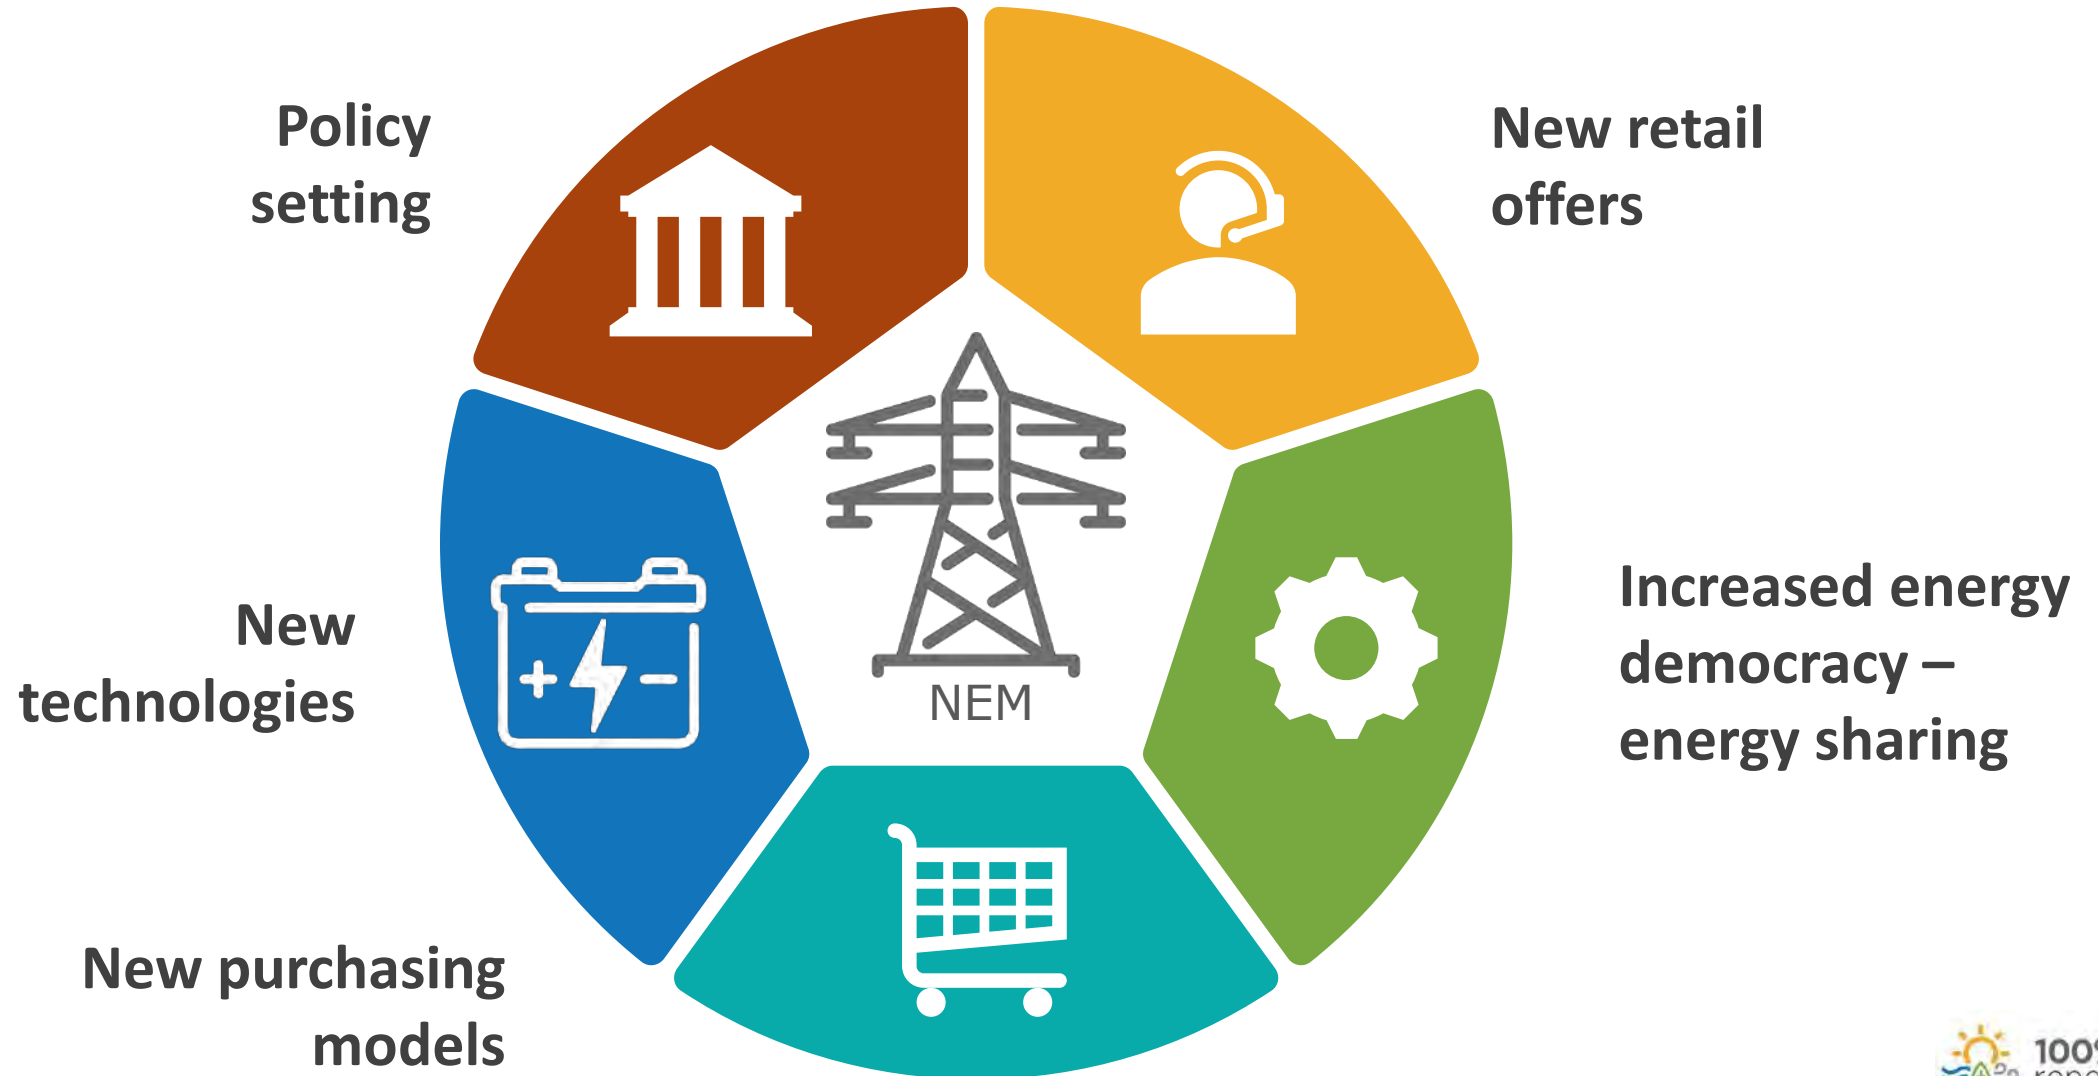 Policy
setting
New retail
offers
New
technologies
NEM
Increased energy
democracy –
energy sharing
New purchasing
models